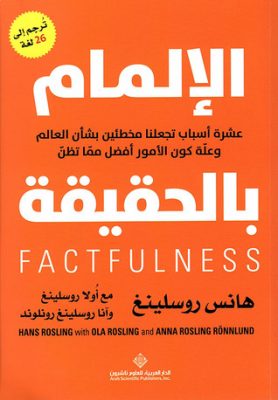 تُرجم إلى
26 لغة
الإلمام
عشرة أسباب تجعلنا مخطئين بشأن العالم
وعلّة كون الأمور أفضل ممّا تظنّ
بالحقيقة
FACTFULNESS
هانس روسلينغ
مع أُولا روسلينغ
وآنا روسلينغ رونلوند
HANS ROSLING with OLA ROSLING and ANNA ROSLING RÖNNLUND
الدار العربية للعلوم ناشرون
Arab Scientific Publishers, Inc.